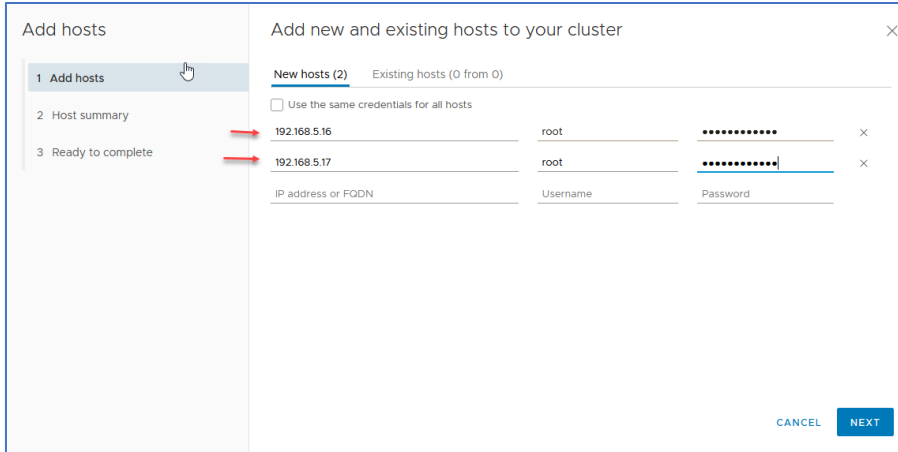 Add hosts
1 Add hosts
2 Host summary
3 Ready to complete
Add new and existing hosts to your cluster
New hosts (2) Existing hosts (0 from 0)
Use the same credentials for all hosts
192.168.5.16 root ••••••••••••
192.168.5.17 root ••••••••••••
IP address or FQDN Username Password
CANCEL NEXT